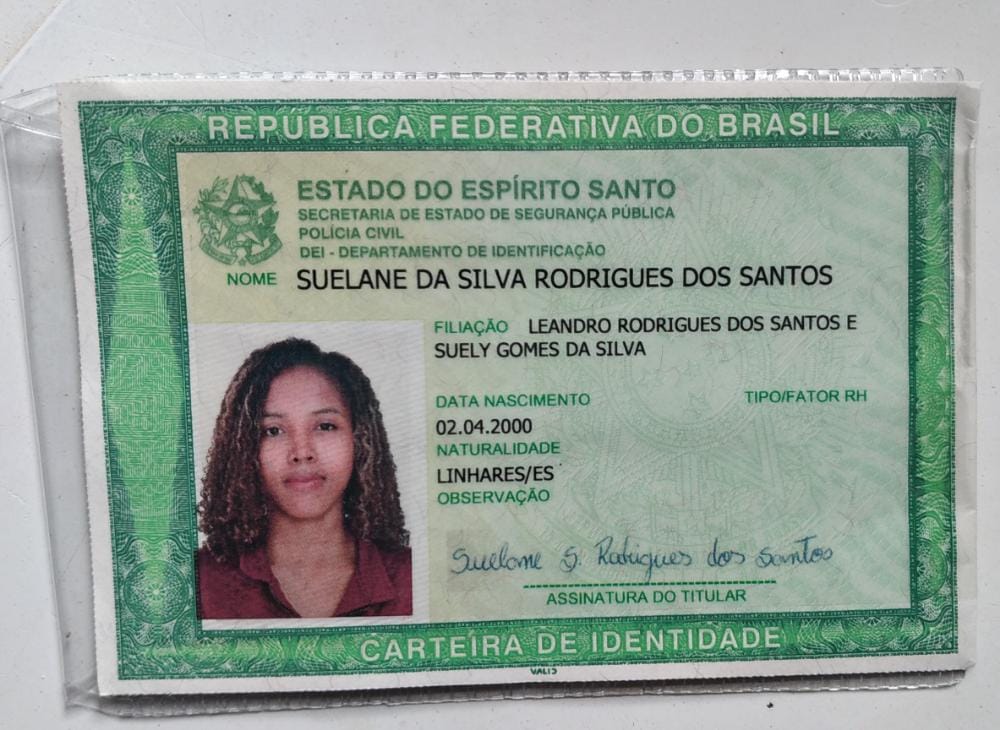 REPÚBLICA FEDERATIVA DO BRASIL
ESTADO DO ESPÍRITO SANTO
SECRETARIA DE ESTADO DE SEGURANÇA PÚBLICA
POLÍCIA CIVIL
DEI - DEPARTAMENTO DE IDENTIFICAÇÃO
NOME SUELANE DA SILVA RODRIGUES DOS SANTOS
FILIAÇÃO LEANDRO RODRIGUES DOS SANTOS E
SUELY GOMES DA SILVA
DATA NASCIMENTO TIPO/FATOR RH
02.04.2000
NATURALIDADE
LINHARES/ES
OBSERVAÇÃO
Suelane S. Rodrigues dos Santos
ASSINATURA DO TITULAR
CARTEIRA DE IDENTIDADE